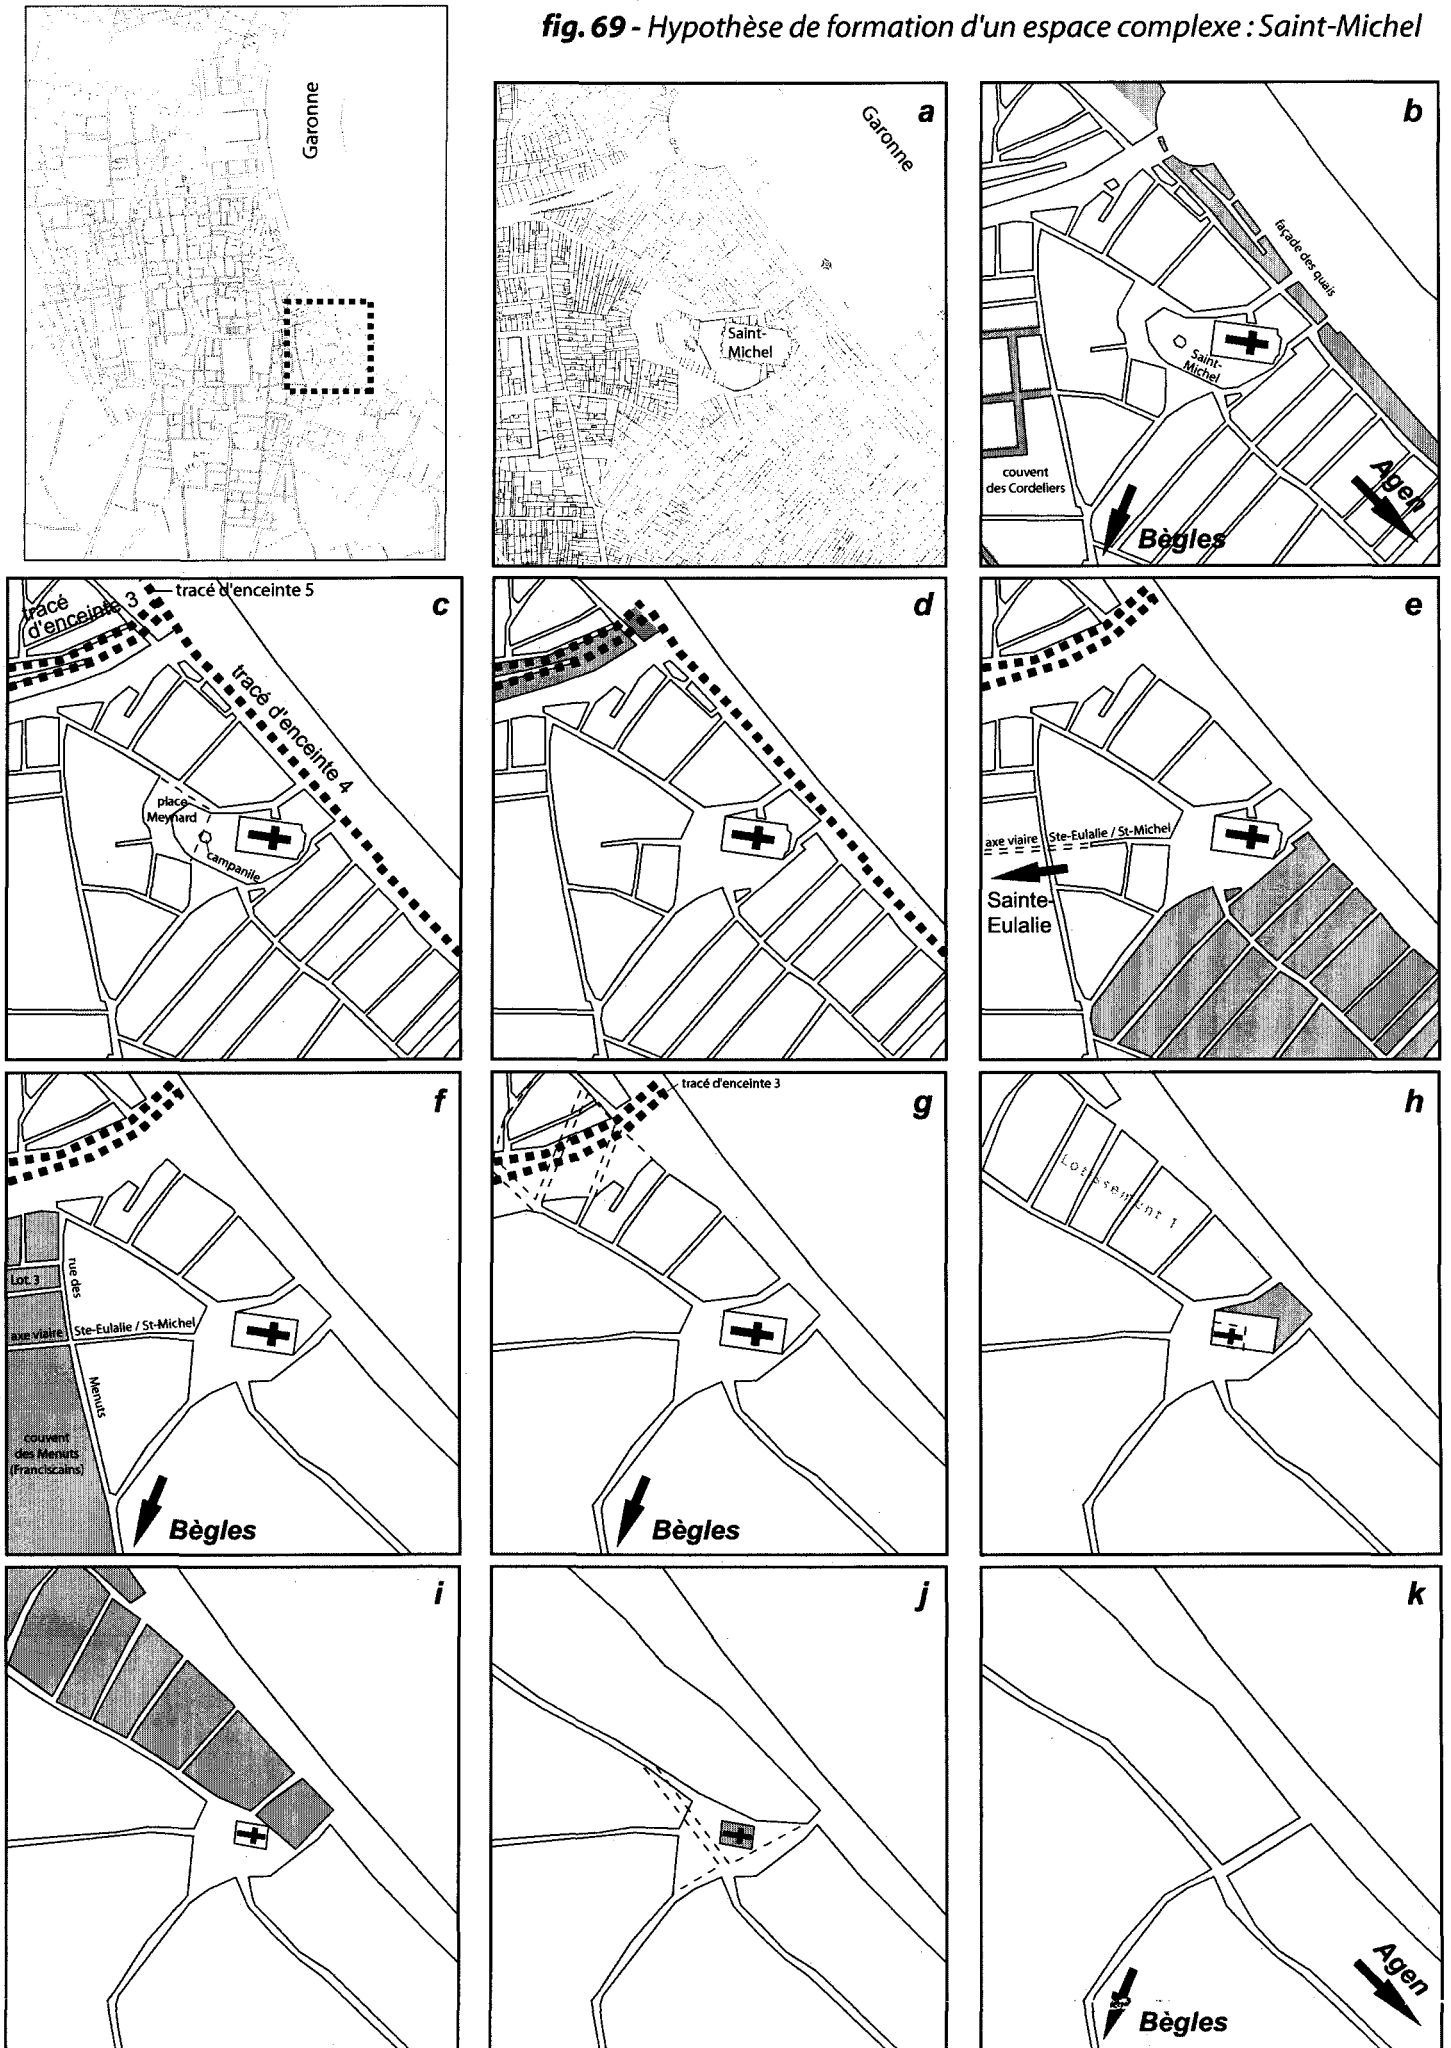 fig. 69 - Hypothèse de formation d'un espace complexe : Saint-Michel
Garonne
a
Garonne
Saint-
Michel
b
façade des quais
Saint-
Michel
couvent
des Cordeliers
Agen
Bègles
c
tracé d'enceinte 5
tracé
d'enceinte 3
tracé d'enceinte 4
place
Meynard
campanile
d
e
axe viaire Ste-Eulalie / St-Michel
Sainte-
Eulalie
f
Lot. 3
rue des
axe viaire Ste-Eulalie / St-Michel
Menuts
couvent
des Menuts
(Franciscains)
Bègles
g
tracé d'enceinte 3
Bègles
h
Lotissement 1
i
j
k
Agen
Bègles